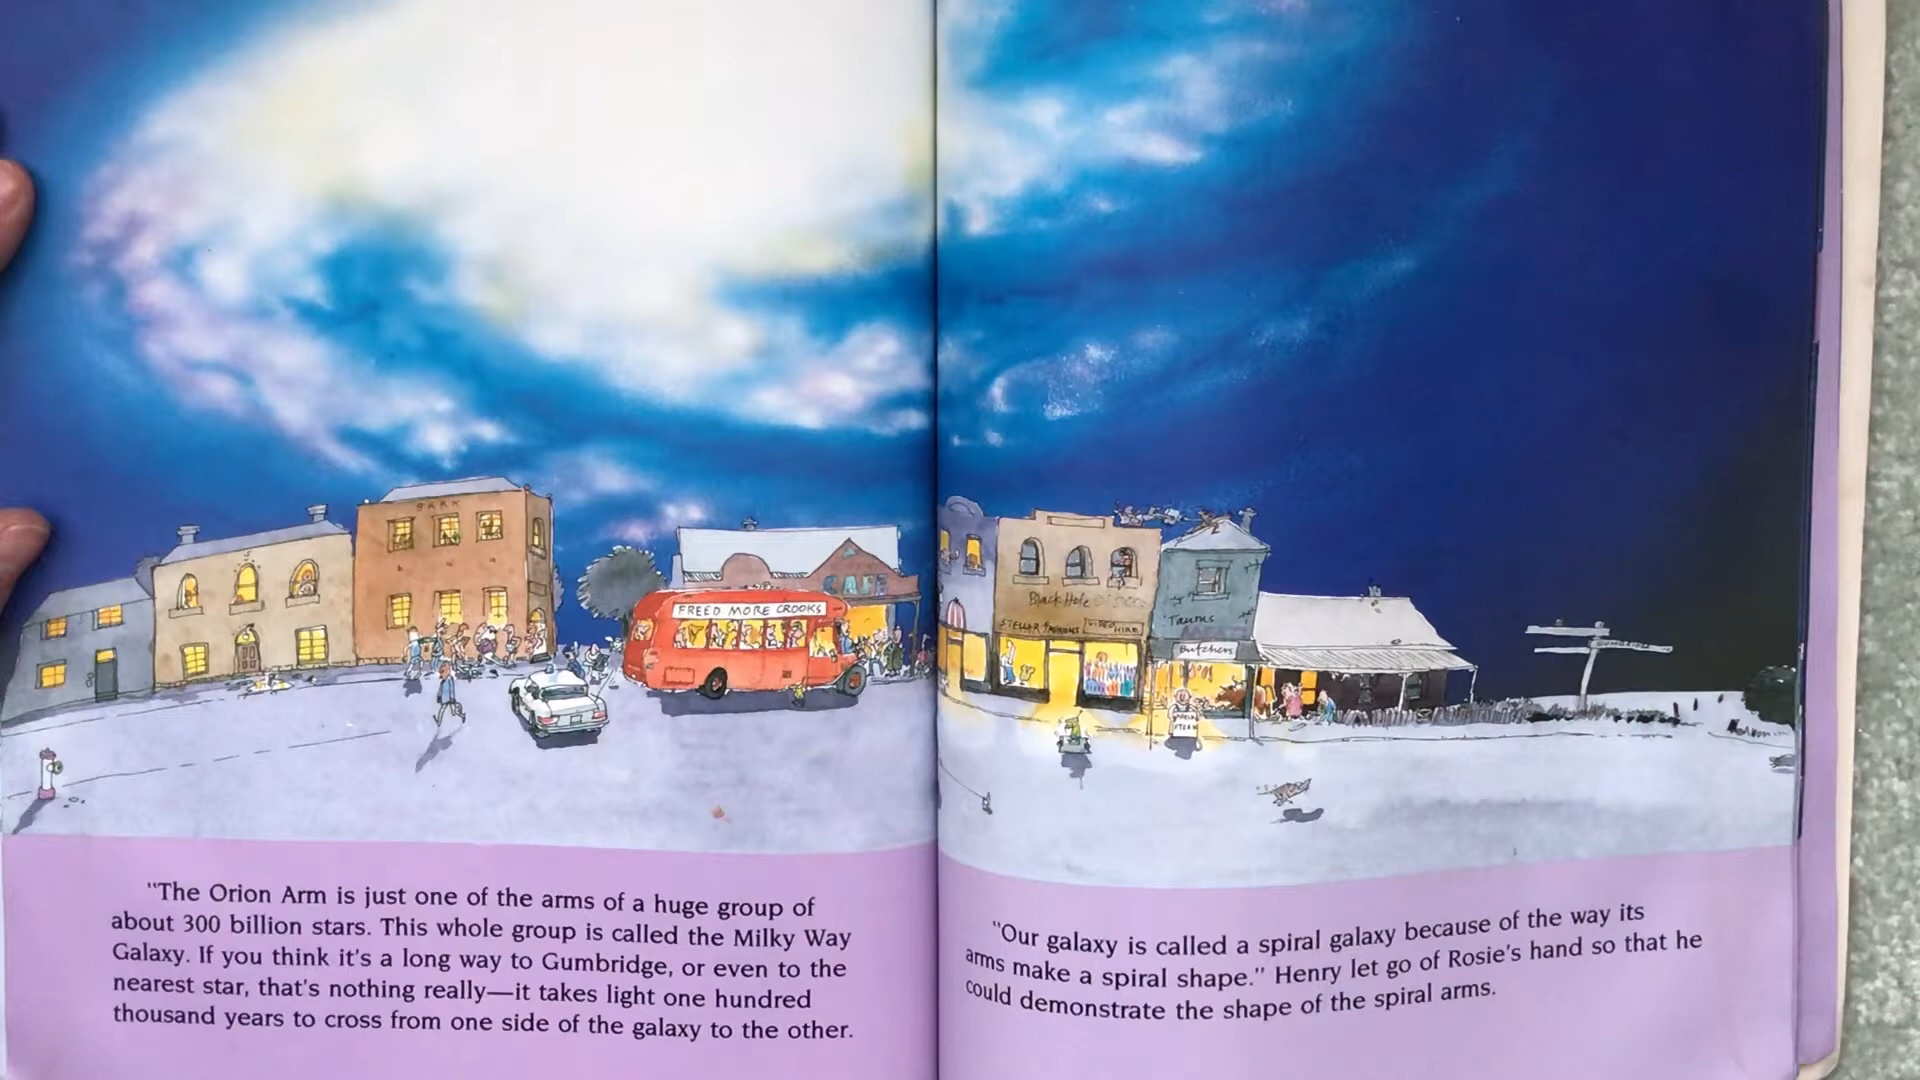 BANK
CAFE
FREED MORE CROOKS
Black Hole
STELLAR FASHIONS
VIDEO HIRE
Taurus
Butchers
"The Orion Arm is just one of the arms of a huge group of
about 300 billion stars. This whole group is called the Milky Way
Galaxy. If you think it's a long way to Gumbridge, or even to the
nearest star, that's nothing really—it takes light one hundred
thousand years to cross from one side of the galaxy to the other.
"Our galaxy is called a spiral galaxy because of the way its
arms make a spiral shape." Henry let go of Rosie's hand so that he
could demonstrate the shape of the spiral arms.